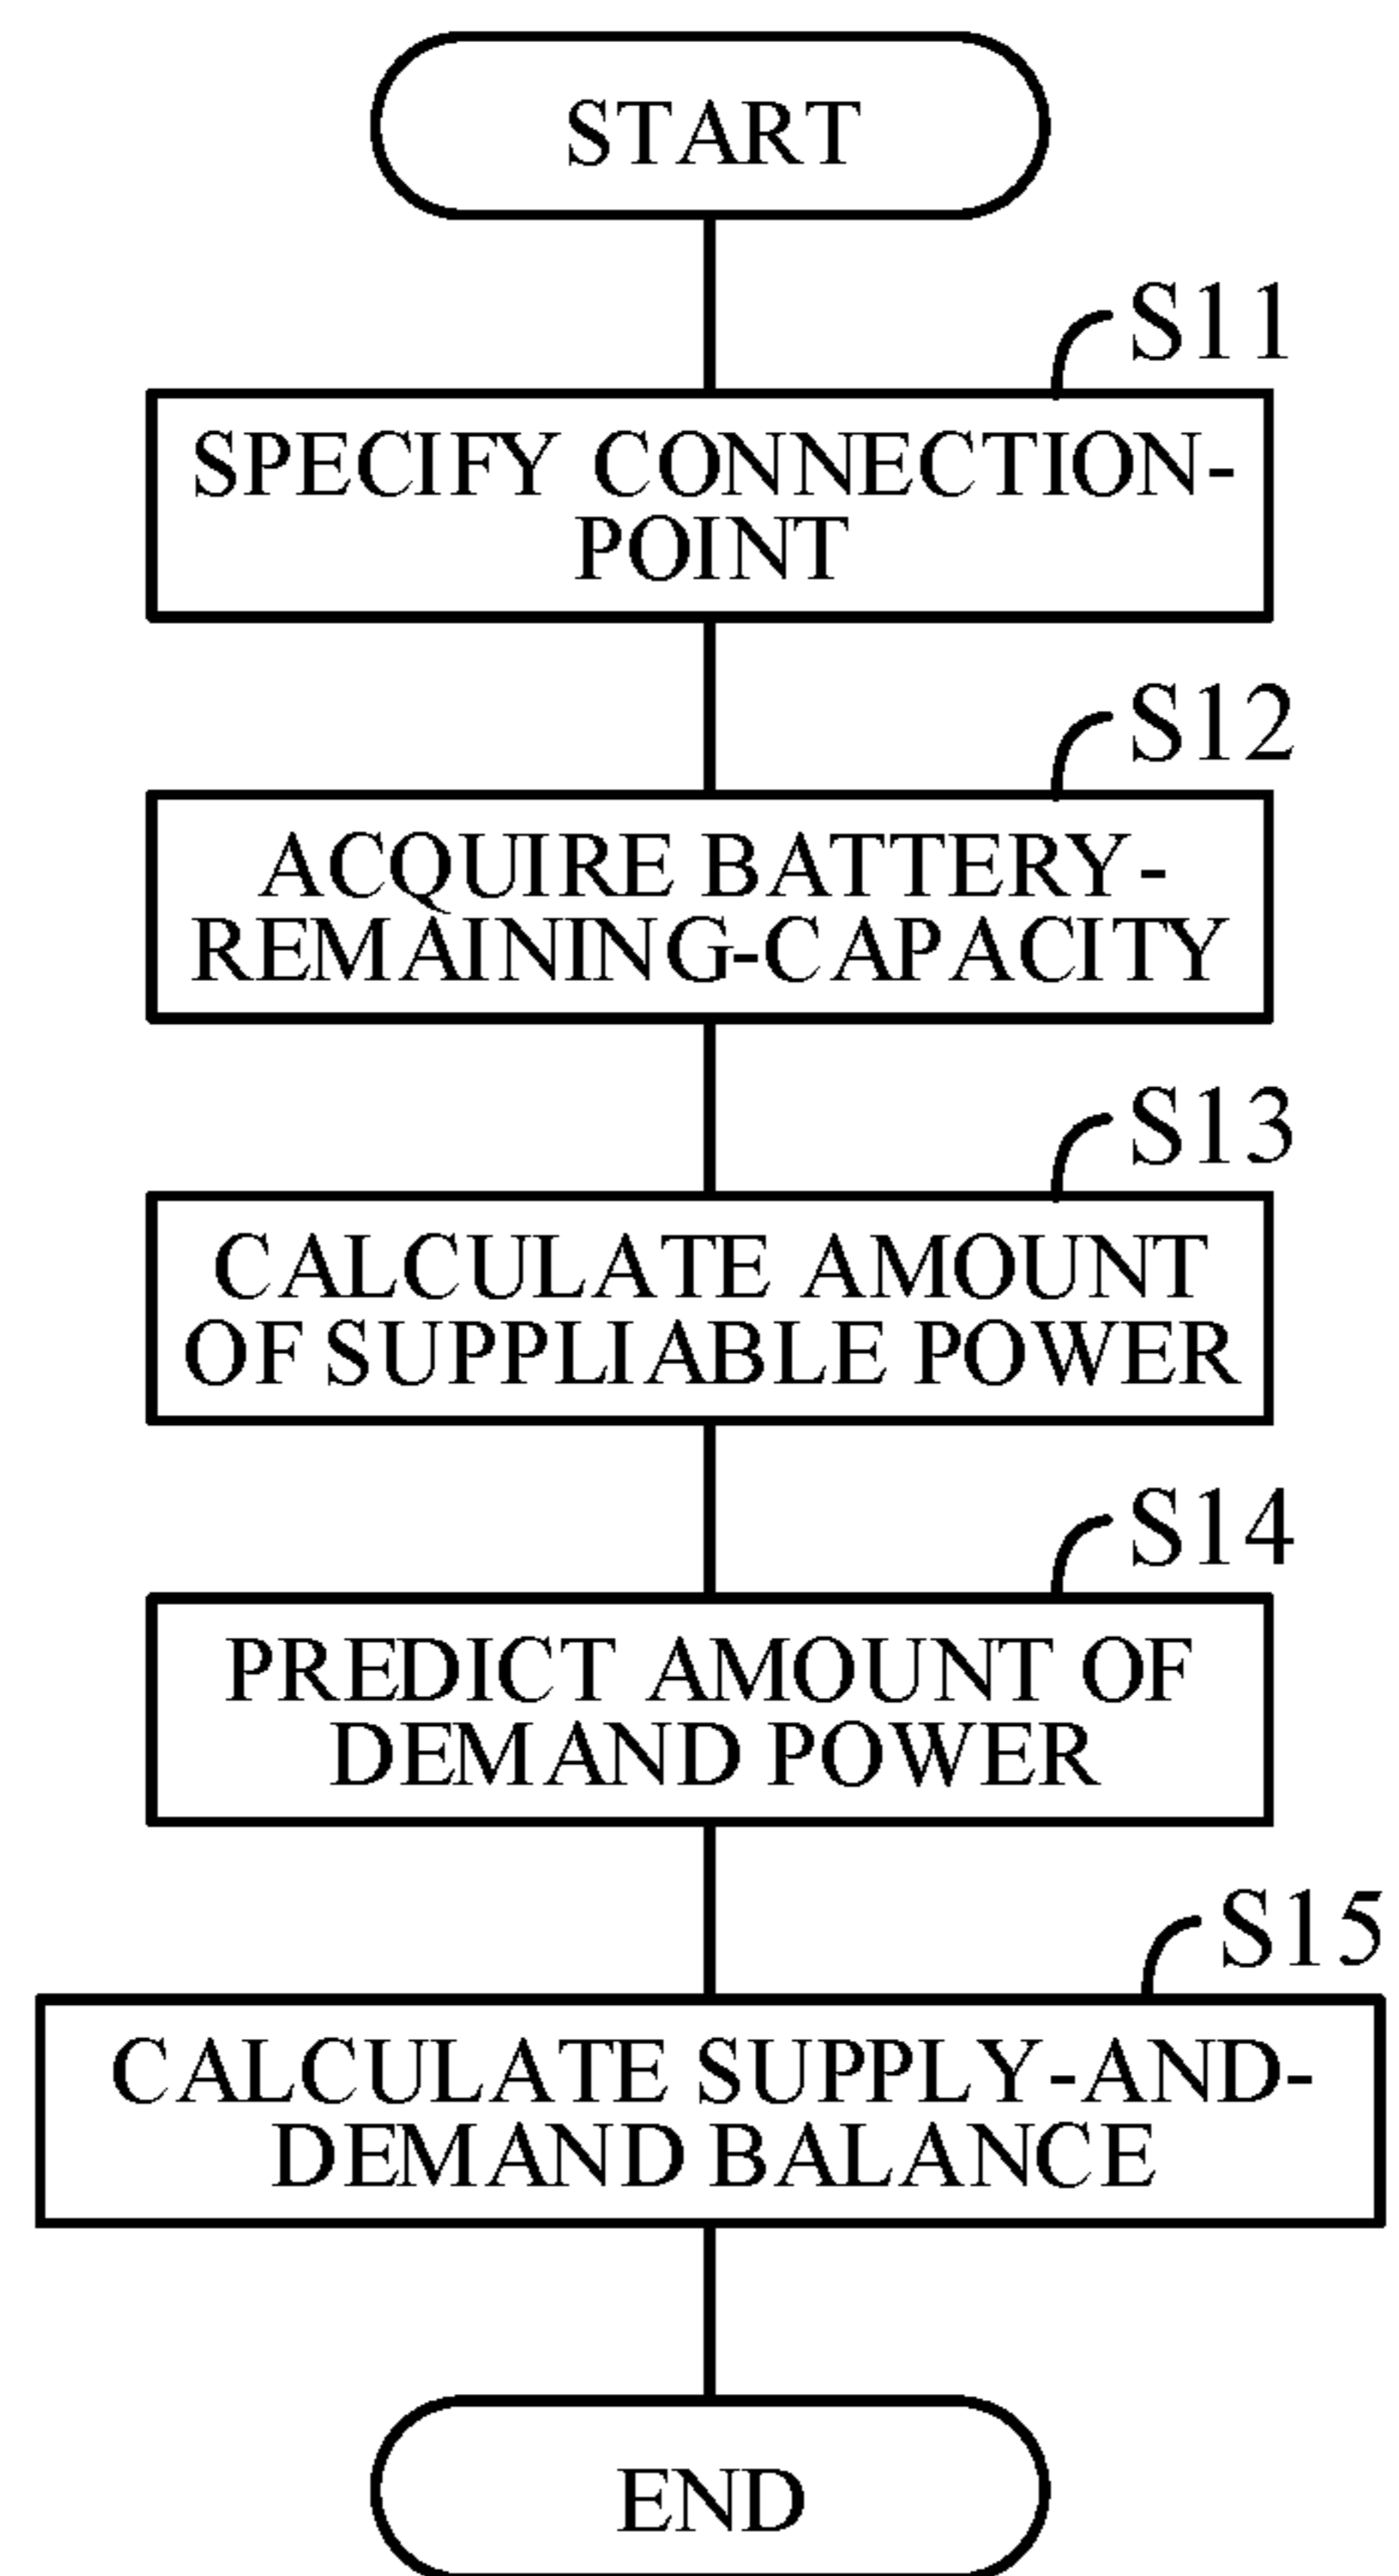 START
S11
SPECIFY CONNECTION-
POINT
S12
ACQUIRE BATTERY-
REMAINING-CAPACITY
S13
CALCULATE AMOUNT
OF SUPPLIABLE POWER
S14
PREDICT AMOUNT OF
DEMAND POWER
S15
CALCULATE SUPPLY-AND-
DEMAND BALANCE
END